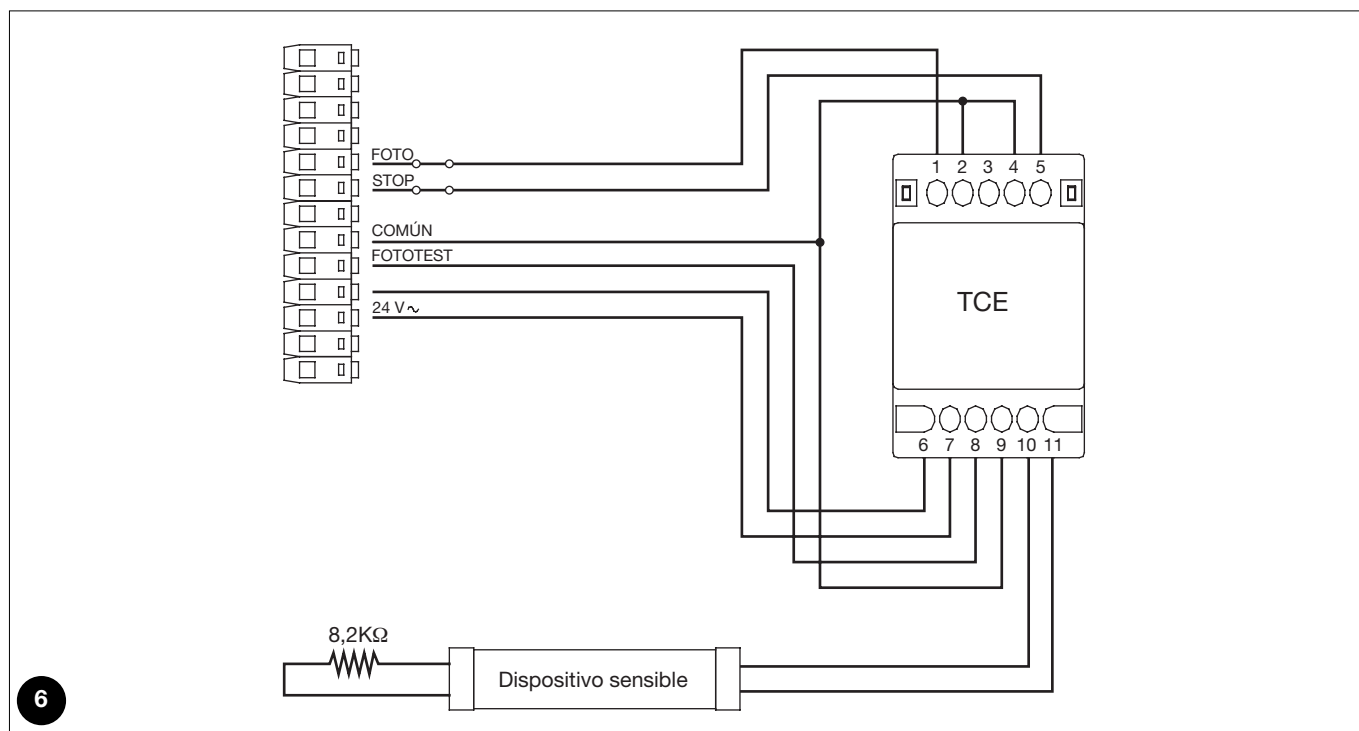 FOTO
STOP
COMÚN
FOTOTEST
24 V ~
1 2 3 4 5
TCE
6 7 8 9 10 11
8,2KΩ
Dispositivo sensible
6